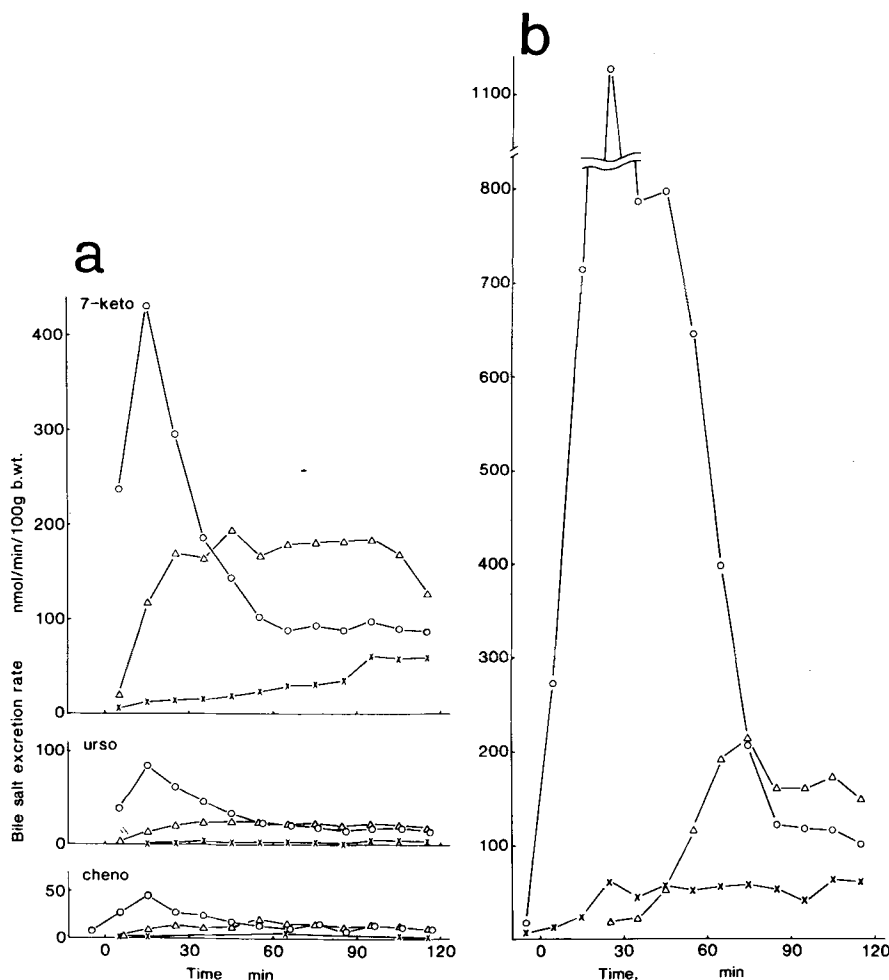 a
7-keto
400
300
200
100
0
urso
100
0
cheno
50
0
0 30 60 90 120
Time min
Bile salt excretion rate nmol/min/100g b.wt.
b
1100
800
700
600
500
400
300
200
100
0 30 60 90 120
Time, min